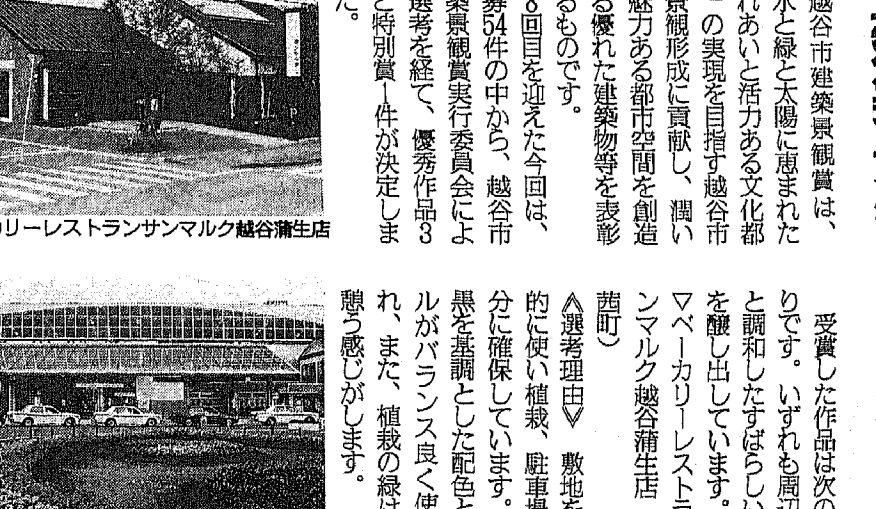 越谷市建築景観賞は、
水と緑と太陽に恵まれた
れあいと活力ある文化都
の実現を目指す越谷市
景観形成に貢献し、潤い
魅力ある都市空間を創造
る優れた建築物等を表彰
るものです。
8回目を迎えた今回は、
募54件の中から、越谷市
築景観賞実行委員会によ
選考を経て、優秀作品3
と特別賞1件が決定しま
た。
カリーレストランサンマルク越谷蒲生店
受賞した作品は次の
りです。いずれも周辺
と調和したすばらしい
を醸し出しています。
▽ベーカリーレストラ
ンマルク越谷蒲生店
茜町)
≪選考理由≫ 敷地を
的に使い植栽、駐車場
分に確保しています。
黒を基調とした配色と
ルがバランス良く使
れ、また、植栽の緑は
憩う感じがします。